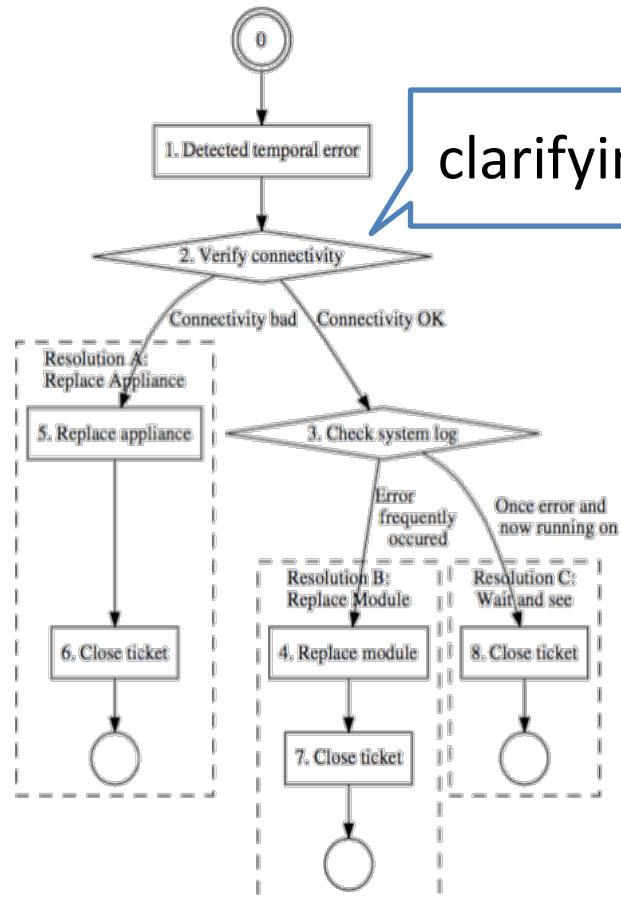 0
1. Detected temporal error
clarifyin
2. Verify connectivity
Connectivity bad
Connectivity OK
Resolution A:
Replace Appliance
5. Replace appliance
3. Check system log
Error
frequently
occured
Once error and
now running on
Resolution B:
Replace Module
Resolution C:
Wait and see
6. Close ticket
4. Replace module
8. Close ticket
7. Close ticket